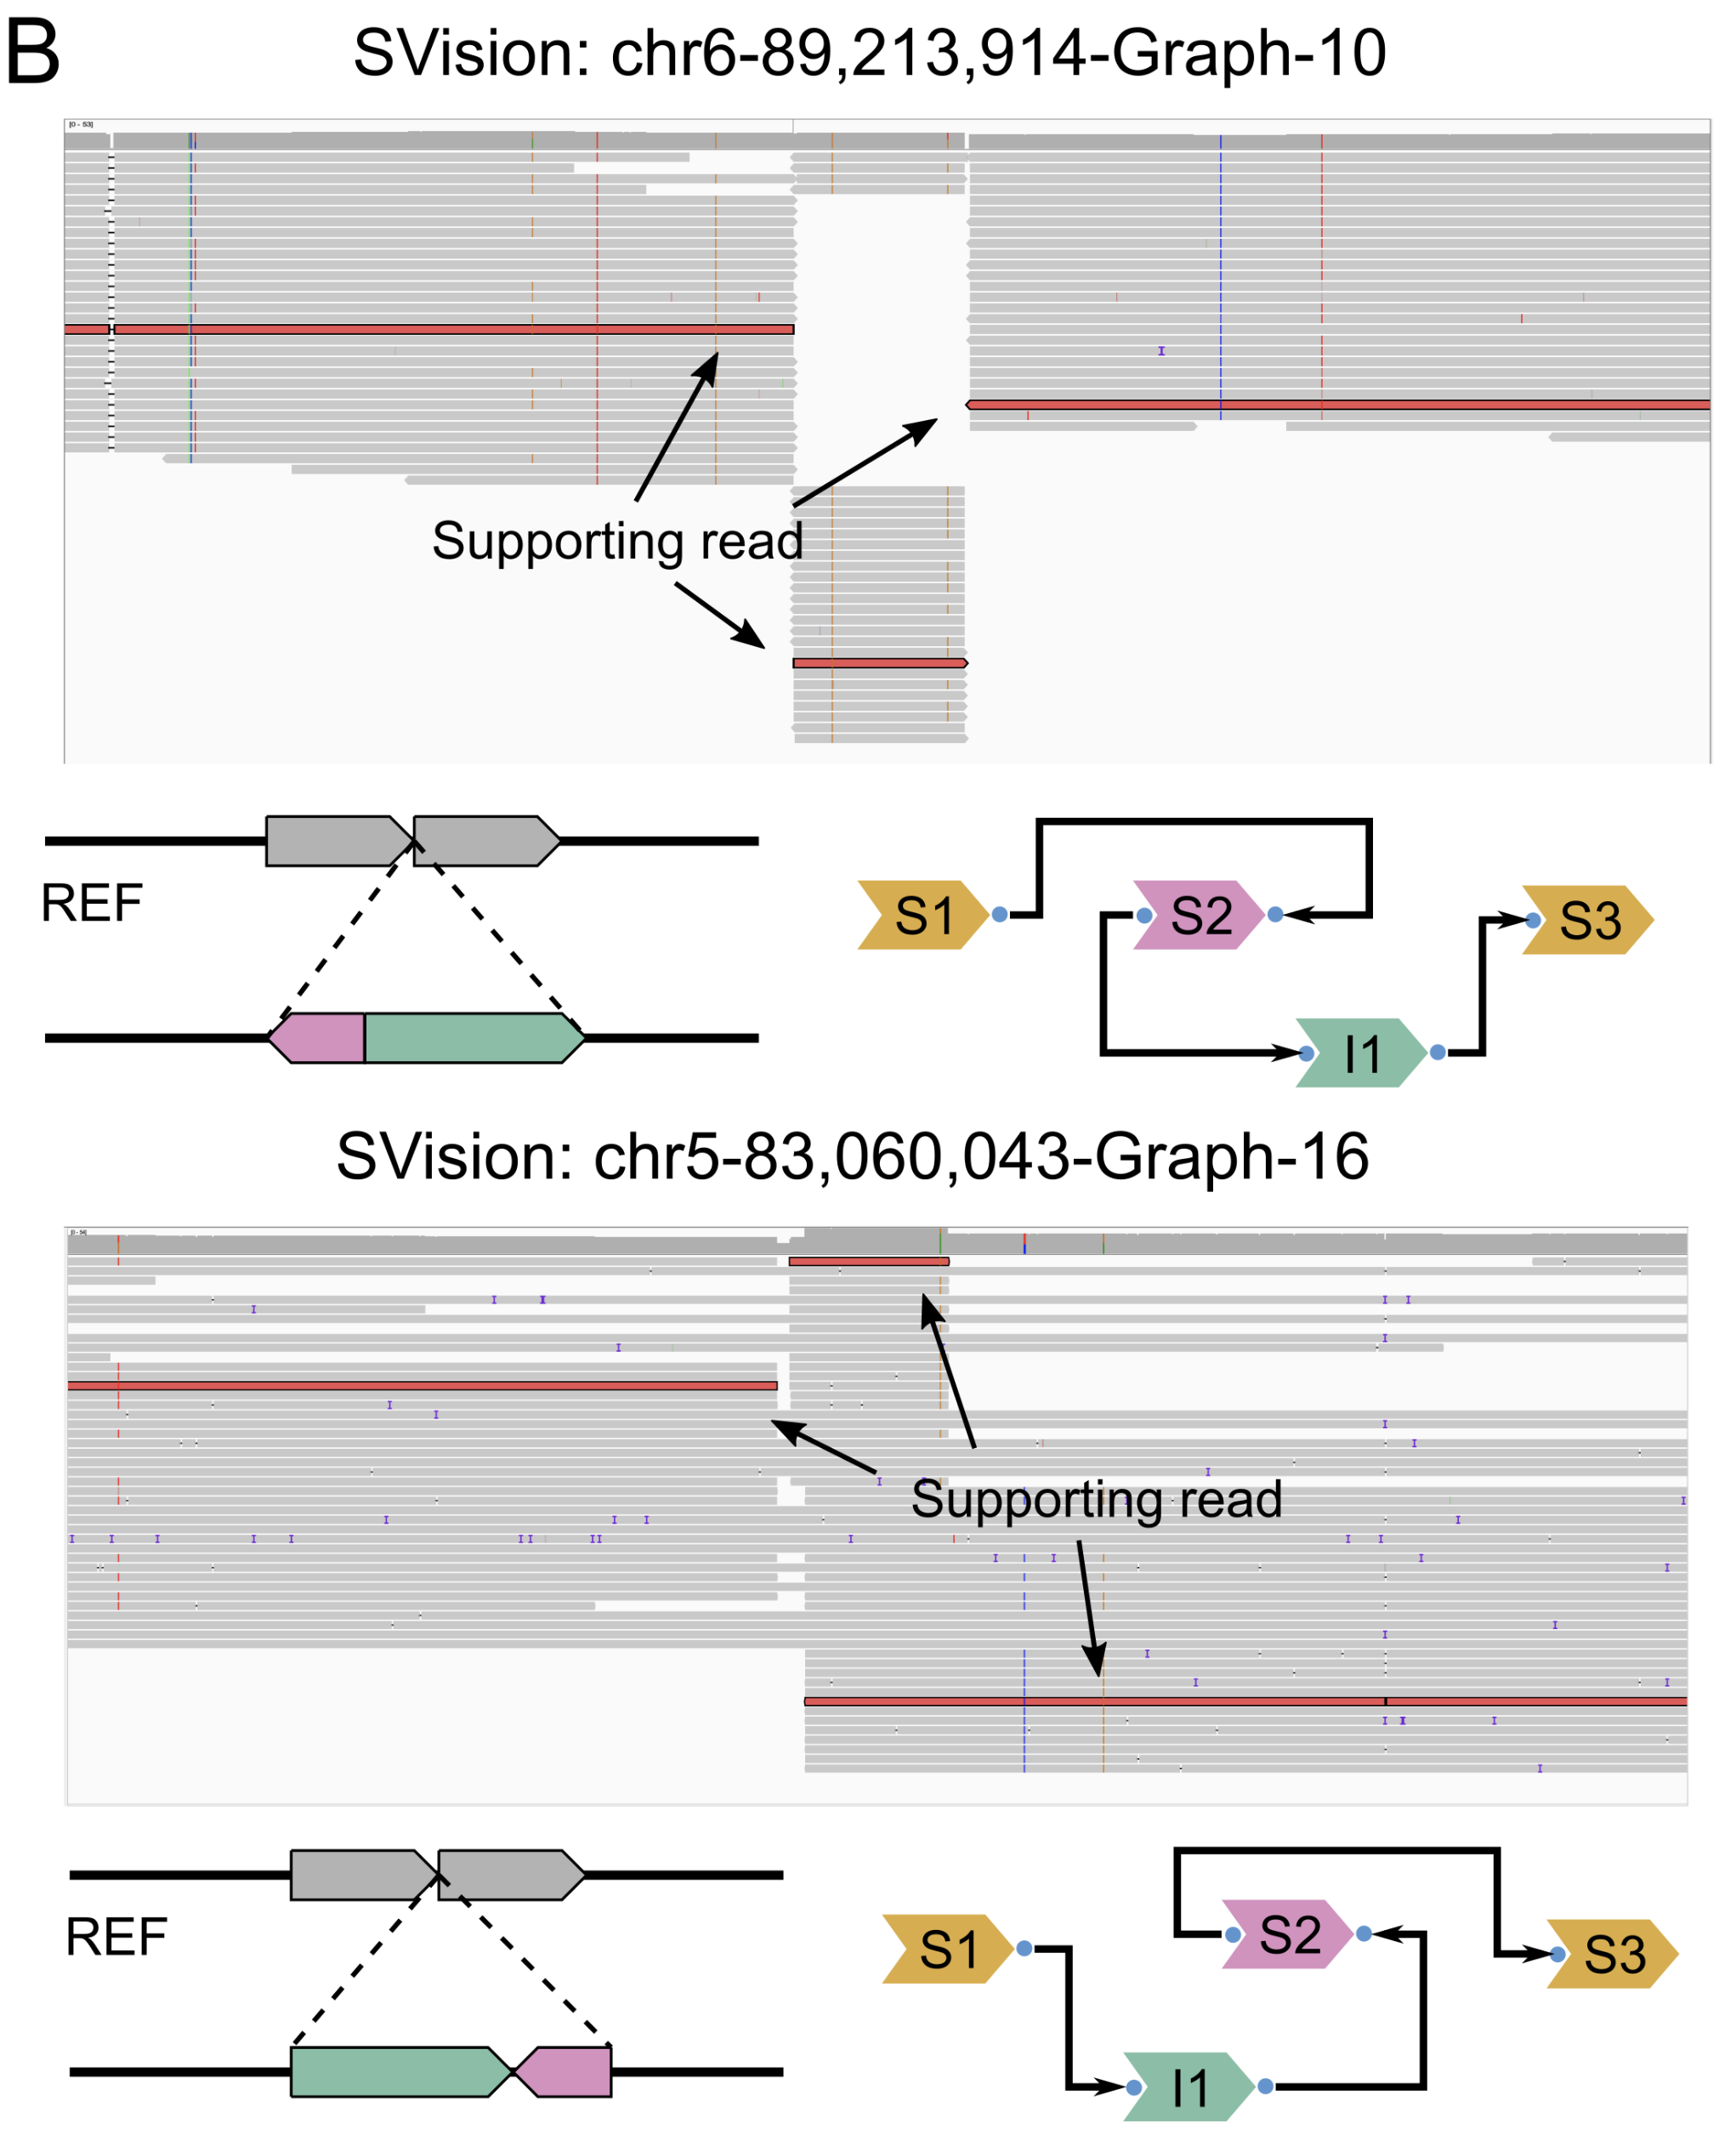 B
SVision: chr6-89,213,914-Graph-10
[0 - 53]
Supporting read
REF
S1
S2
S3
I1
SVision: chr5-83,060,043-Graph-16
[0 - 54]
Supporting read
REF
S1
S2
S3
I1